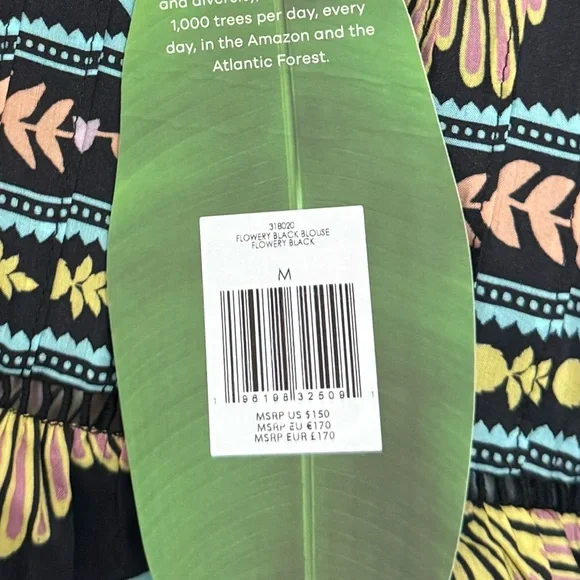 and diversity,
1,000 trees per day, every
day, in the Amazon and the
Atlantic Forest.
318020
FLOWERY BLACK BLOUSE
FLOWERY BLACK
M
1 96198 32509 1
MSRP US $150
MSRP EU €170
MSRP EUR £170